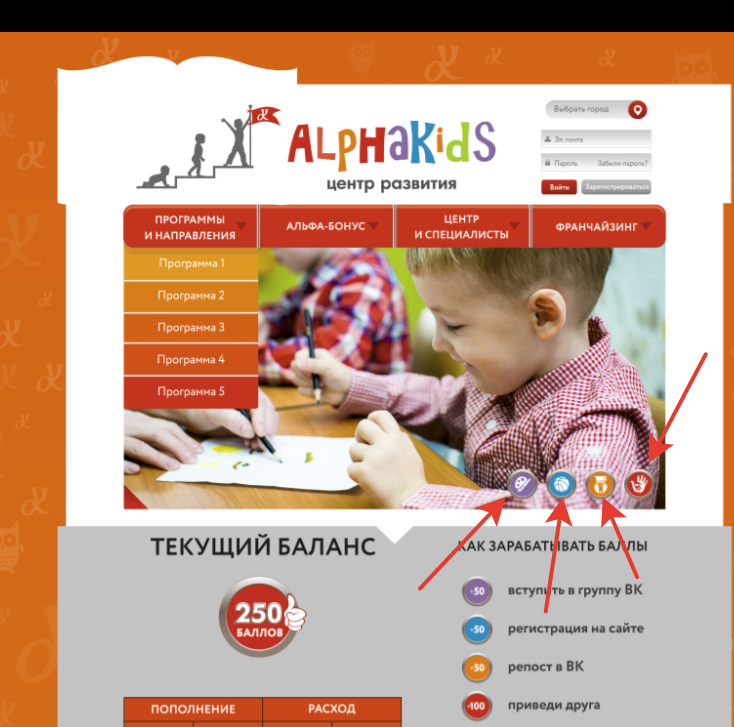 ALPHAKidS
центр развития
Выбрать город
Эл. почта
Пароль Забыли пароль?
Войти Зарегистрироваться
ПРОГРАММЫ
И НАПРАВЛЕНИЯ
АЛЬФА-БОНУС
ЦЕНТР
И СПЕЦИАЛИСТЫ
ФРАНЧАЙЗИНГ
Программа 1
Программа 2
Программа 3
Программа 4
Программа 5
ТЕКУЩИЙ БАЛАНС
250
БАЛЛОВ
ПОПОЛНЕНИЕ РАСХОД
КАК ЗАРАБАТЫВАТЬ БАЛЛЫ
+50 вступить в группу ВК
+50 регистрация на сайте
+50 репост в ВК
+100 приведи друга